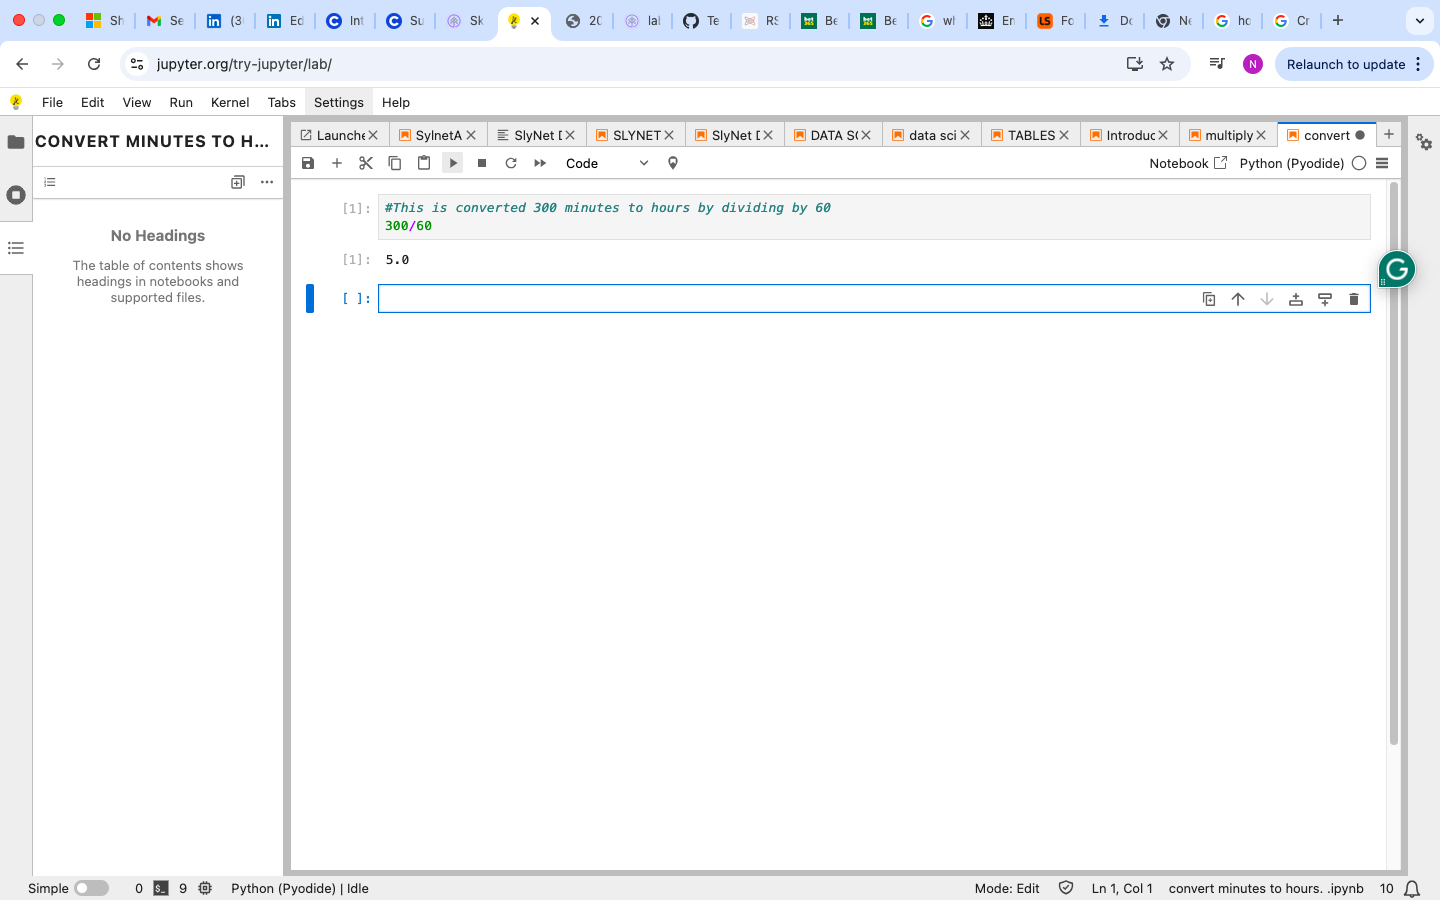 Sh
Se
(3
Ed
Int
Su
Sk
In
20
lal
Te
RS
Be
Be
wh
En
Fo
Do
Ne
ho
Cr
jupyter.org/try-jupyter/lab/
N
Relaunch to update
File Edit View Run Kernel Tabs Settings Help
CONVERT MINUTES TO H...
No Headings
The table of contents shows
headings in notebooks and
supported files.
Launche
SylnetA
SlyNet D
SLYNET
SlyNet D
DATA SC
data sci
TABLES
Introduc
multiply
convert
Code
Notebook
Python (Pyodide)
[1]: #This is converted 300 minutes to hours by dividing by 60
300/60
[1]: 5.0
[ ]:
Simple 0 $_ 9 Python (Pyodide) | Idle
Mode: Edit Ln 1, Col 1 convert minutes to hours. .ipynb 10